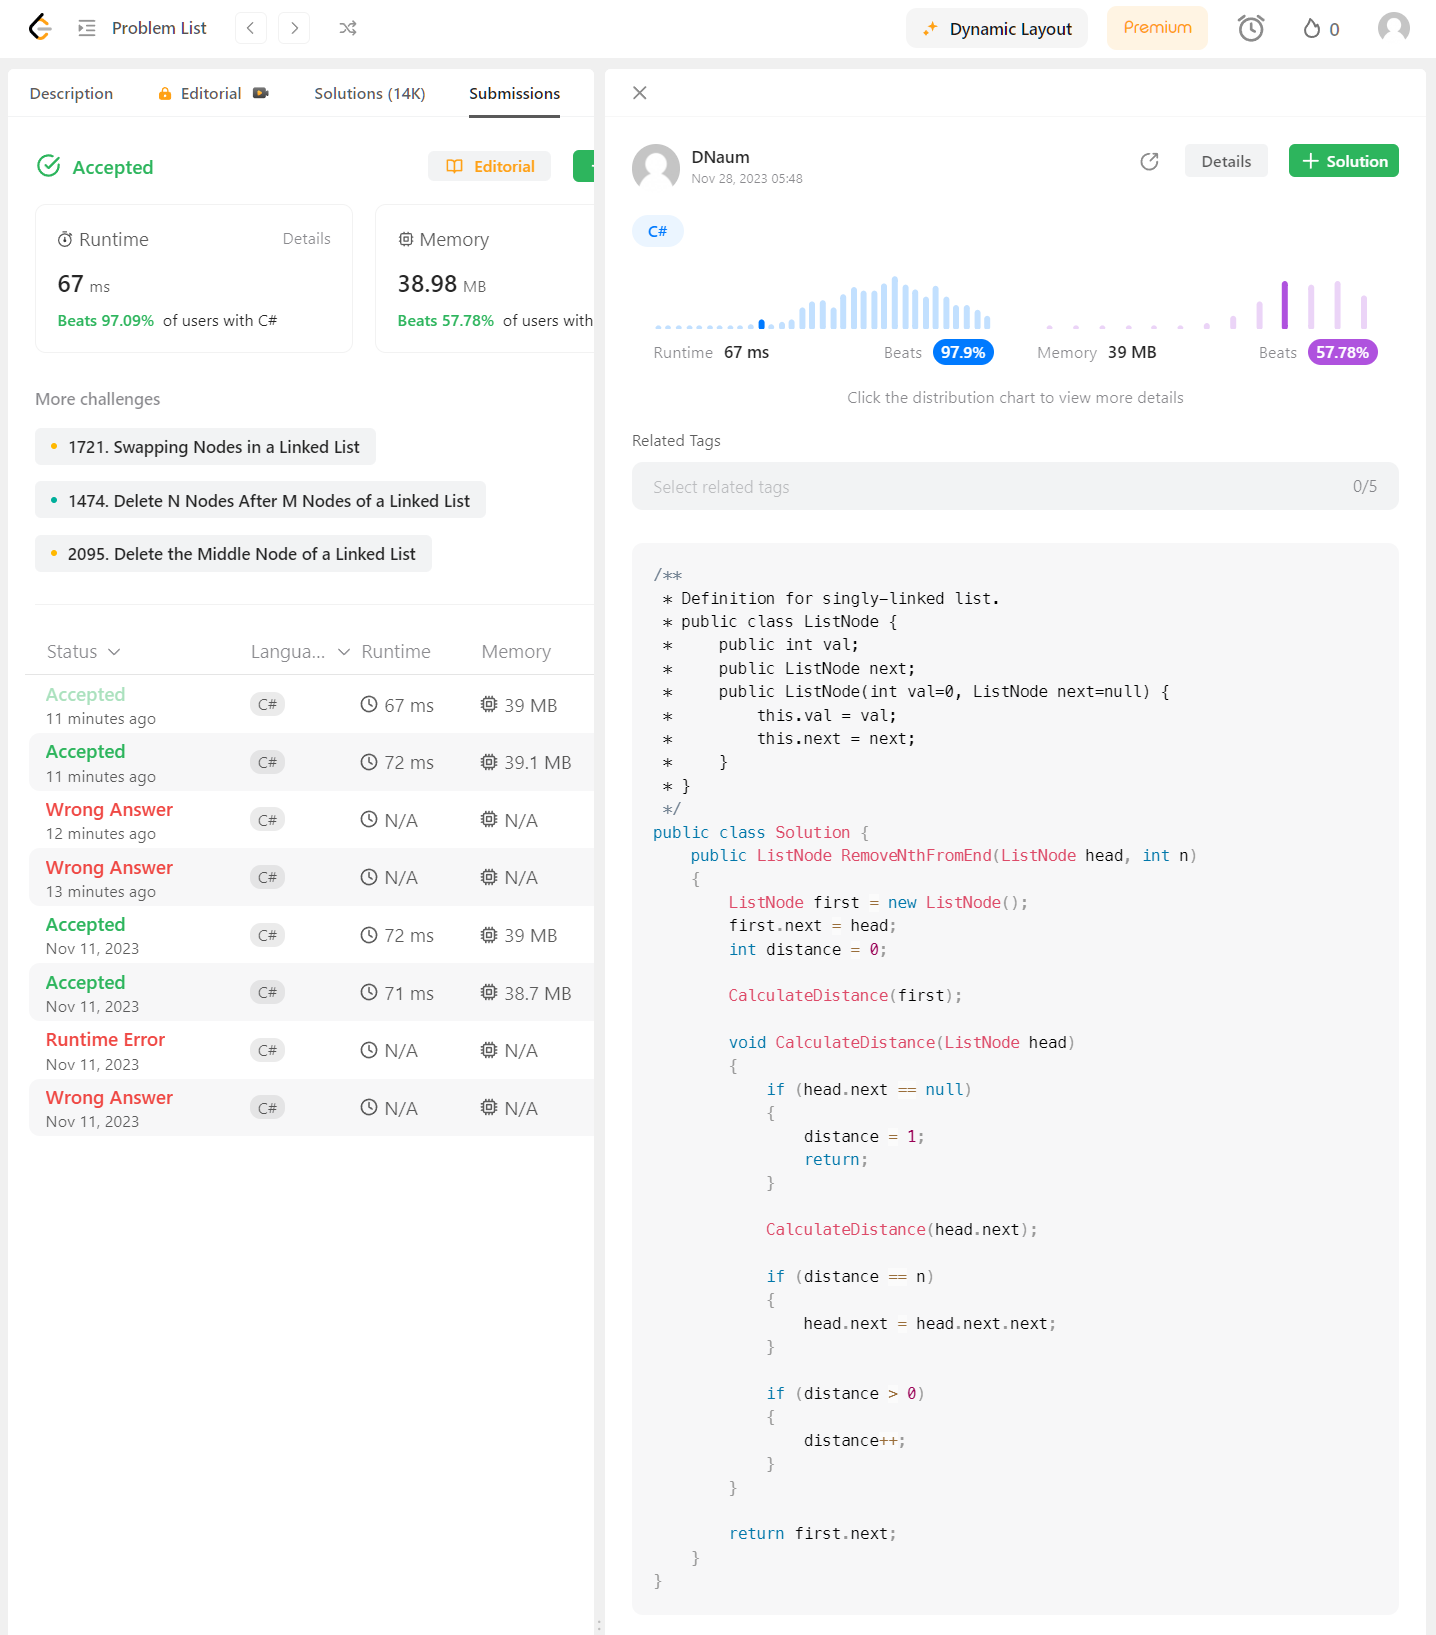 Problem List
Dynamic Layout
Premium
0
Description
Editorial
Solutions (14K)
Submissions
Accepted
Editorial
Runtime
Details
67 ms
Beats 97.09% of users with C#
Memory
38.98 MB
Beats 57.78% of users with
More challenges
1721. Swapping Nodes in a Linked List
1474. Delete N Nodes After M Nodes of a Linked List
2095. Delete the Middle Node of a Linked List
Status Langua... Runtime Memory
Accepted
11 minutes ago
C# 67 ms 39 MB
Accepted
11 minutes ago
C# 72 ms 39.1 MB
Wrong Answer
12 minutes ago
C# N/A N/A
Wrong Answer
13 minutes ago
C# N/A N/A
Accepted
Nov 11, 2023
C# 72 ms 39 MB
Accepted
Nov 11, 2023
C# 71 ms 38.7 MB
Runtime Error
Nov 11, 2023
C# N/A N/A
Wrong Answer
Nov 11, 2023
C# N/A N/A
DNaum
Nov 28, 2023 05:48
Details
+ Solution
C#
Runtime 67 ms Beats 97.9%
Memory 39 MB Beats 57.78%
Click the distribution chart to view more details
Related Tags
Select related tags 0/5
/**
 * Definition for singly-linked list.
 * public class ListNode {
 *     public int val;
 *     public ListNode next;
 *     public ListNode(int val=0, ListNode next=null) {
 *         this.val = val;
 *         this.next = next;
 *     }
 * }
 */
public class Solution {
    public ListNode RemoveNthFromEnd(ListNode head, int n)
    {
        ListNode first = new ListNode();
        first.next = head;
        int distance = 0;
        CalculateDistance(first);
        void CalculateDistance(ListNode head)
        {
            if (head.next == null)
            {
                distance = 1;
                return;
            }
            CalculateDistance(head.next);
            if (distance == n)
            {
                head.next = head.next.next;
            }
            if (distance > 0)
            {
                distance++;
            }
        }
        return first.next;
    }
}